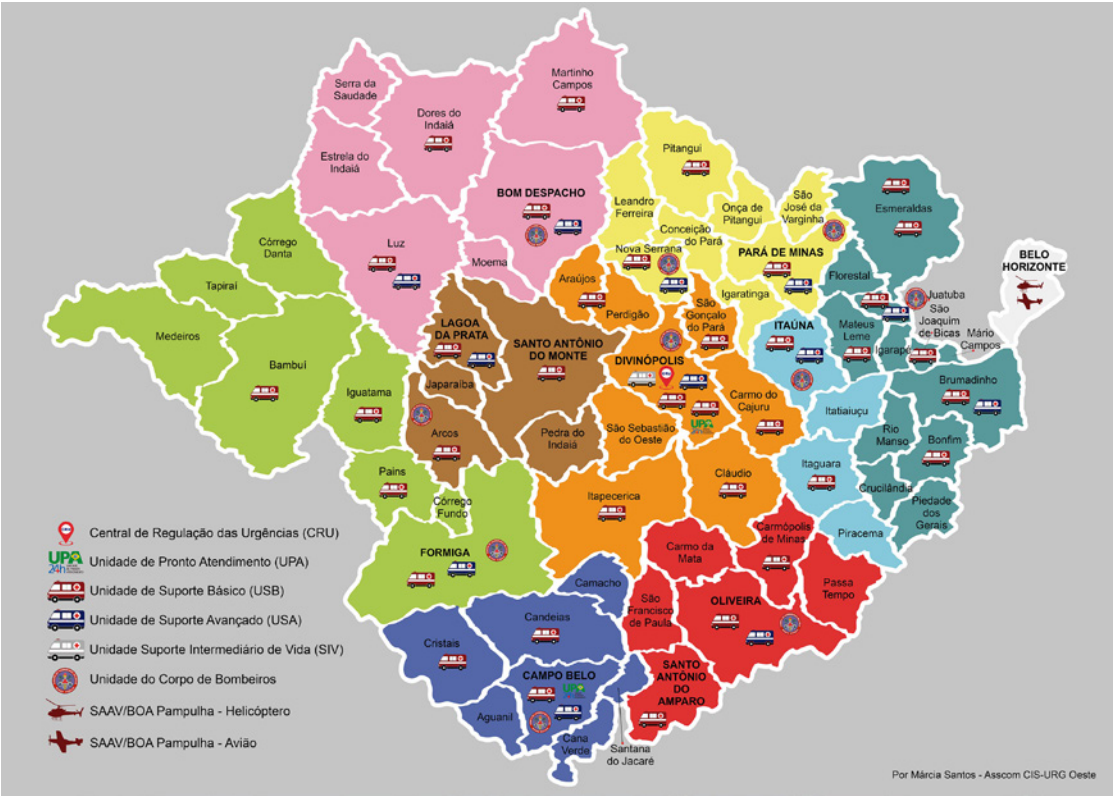 Serra da
Saudade
Dores do
Indaiá
Martinho
Campos
Estrela do
Indaiá
BOM DESPACHO
Luz
Moema
Pitangui
Leandro
Ferreira
Onça de
Pitangui
São
José da
Varginha
Conceição
do Pará
Nova Serrana
PARÁ DE MINAS
Igaratinga
Esmeraldas
Florestal
BELO
HORIZONTE
Juatuba
São
Joaquim
de Bicas
Mário
Campos
Mateus
Leme
Igarapé
Brumadinho
Rio
Manso
Bonfim
Crucilândia
Piedade
dos
Gerais
Córrego
Danta
Tapiraí
Medeiros
Bambuí
Iguatama
Pains
Córrego
Fundo
FORMIGA
LAGOA
DA PRATA
SANTO ANTÔNIO
DO MONTE
Japaraíba
Arcos
Pedra do
Indaiá
Araújos
Perdigão
São
Gonçalo
do Pará
DIVINÓPOLIS
UPA
24h
São Sebastião
do Oeste
Carmo do
Cajuru
Cláudio
Itapecerica
ITAÚNA
Itatiaiuçu
Itaguara
Piracema
Carmo da
Mata
Carmópolis
de Minas
São
Francisco
de Paula
OLIVEIRA
Passa
Tempo
SANTO
ANTÔNIO
DO
AMPARO
Camacho
Candeias
Cristais
CAMPO BELO
UPA
Aguanil
Cana
Verde
Santana
do Jacaré
Central de Regulação das Urgências (CRU)
UPA
24h
Unidade de Pronto Atendimento (UPA)
Unidade de Suporte Básico (USB)
Unidade de Suporte Avançado (USA)
Unidade Suporte Intermediário de Vida (SIV)
Unidade do Corpo de Bombeiros
SAAV/BOA Pampulha - Helicóptero
SAAV/BOA Pampulha - Avião
Por Márcia Santos - Asscom CIS-URG Oeste